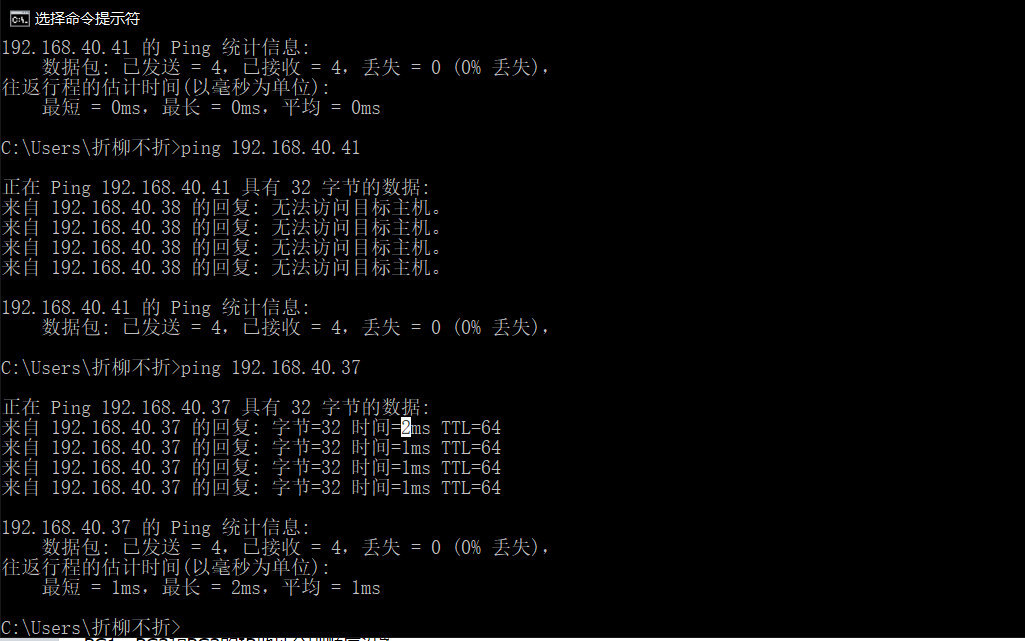 选择命令提示符
192.168.40.41 的 Ping 统计信息:
数据包: 已发送 = 4，已接收 = 4，丢失 = 0 (0% 丢失)，
往返行程的估计时间(以毫秒为单位):
最短 = 0ms，最长 = 0ms，平均 = 0ms
C:\Users\折柳不折>ping 192.168.40.41
正在 Ping 192.168.40.41 具有 32 字节的数据:
来自 192.168.40.38 的回复: 无法访问目标主机。
来自 192.168.40.38 的回复: 无法访问目标主机。
来自 192.168.40.38 的回复: 无法访问目标主机。
来自 192.168.40.38 的回复: 无法访问目标主机。
192.168.40.41 的 Ping 统计信息:
数据包: 已发送 = 4，已接收 = 4，丢失 = 0 (0% 丢失)，
C:\Users\折柳不折>ping 192.168.40.37
正在 Ping 192.168.40.37 具有 32 字节的数据:
来自 192.168.40.37 的回复: 字节=32 时间=2ms TTL=64
来自 192.168.40.37 的回复: 字节=32 时间=1ms TTL=64
来自 192.168.40.37 的回复: 字节=32 时间=1ms TTL=64
来自 192.168.40.37 的回复: 字节=32 时间=1ms TTL=64
192.168.40.37 的 Ping 统计信息:
数据包: 已发送 = 4，已接收 = 4，丢失 = 0 (0% 丢失)，
往返行程的估计时间(以毫秒为单位):
最短 = 1ms，最长 = 2ms，平均 = 1ms
C:\Users\折柳不折>